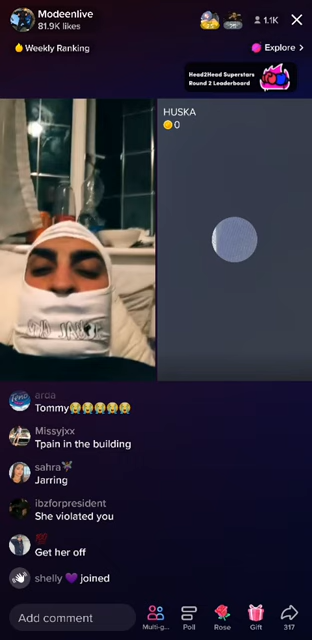 Modeenlive
81.9K likes
1.1K
Weekly Ranking
Explore >
Head2Head Superstars
Round 2 Leaderboard
HUSKA
0
arda
Tommy😭😭😭😭😭
Missyjxx
Tpain in the building
sahra
Jarring
ibzforpresident
She violated you
💯
Get her off
shelly 💜 joined
Add comment
Multi-g...
Poll
Rose
Gift
317